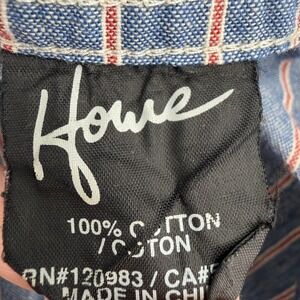 Howe
100% COTTON
/ COTON
RN#120983 / CA#
MADE IN